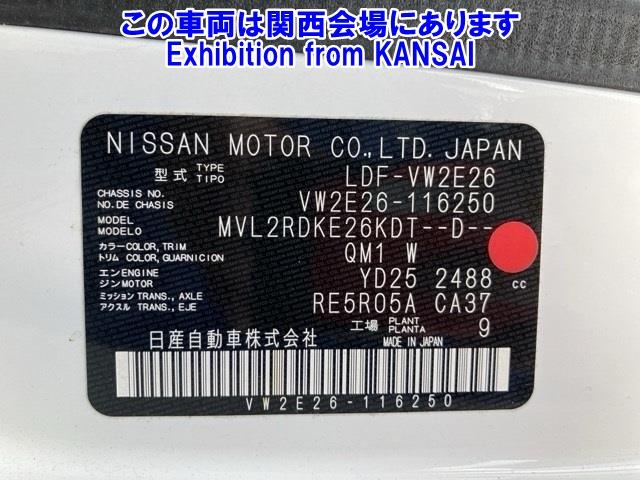 この車両は関西会場にあります
Exhibition from KANSAI
NISSAN MOTOR CO.,LTD. JAPAN
型式 TYPE TIPO LDF-VW2E26
CHASSIS NO. NO. DE CHASIS VW2E26-116250
MODEL MODELO MVL2RDKE26KDT--D--
カラー COLOR, TRIM トリム COLOR, GUARNICION QM1 W
エンジン ENGINE MOTOR YD25 2488 cc
ミッション TRANS., AXLE アクスル TRANS., EJE RE5R05A CA37
工場 PLANT PLANTA 9
日産自動車株式会社 MADE IN JAPAN
VW2E26-116250